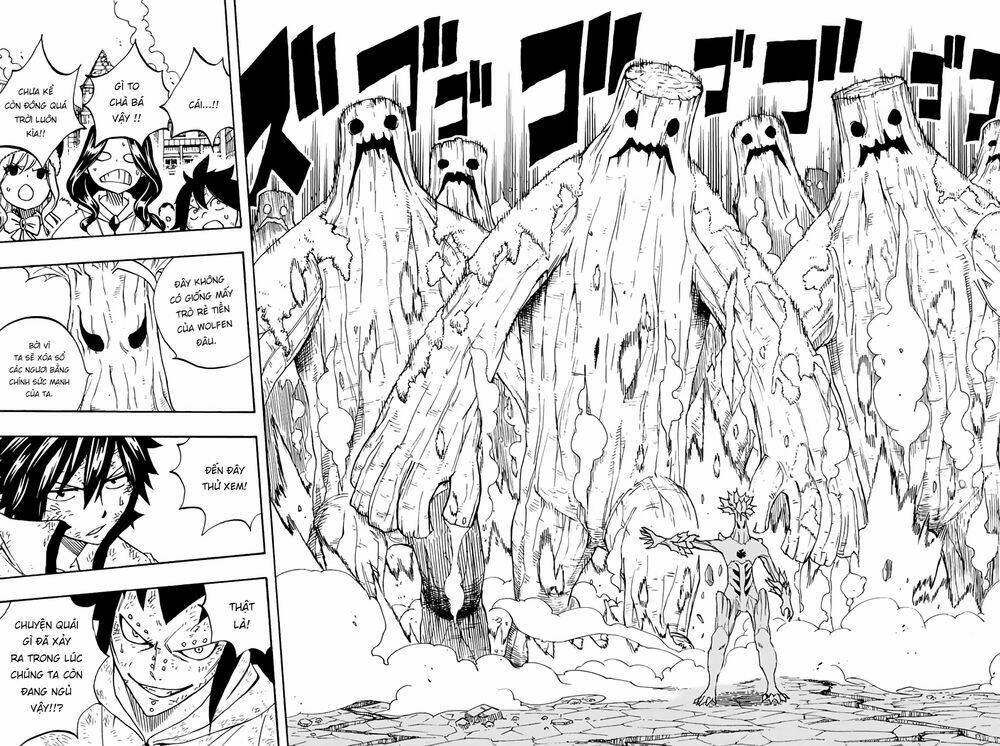 ズゴゴゴゴゴゴ
CÁI...!!
GÌ TO
CHÀ BÁ
VẬY !!
CHƯA KỂ
CÒN ĐÔNG QUÁ
TRỜI LUÔN
KÌA!!
ĐÂY KHÔNG
CÓ GIỐNG MẤY
TRÒ RẺ TIỀN
CỦA WOLFEN
ĐÂU.
BỞI VÌ
TA SẼ XÓA SỔ
CÁC NGƯƠI BẰNG
CHÍNH SỨC MẠNH
CỦA TA.
ĐẾN ĐÂY
THỬ XEM!
THẬT
LÀ!
CHUYỆN QUÁI
GÌ ĐÃ XẢY
RA TRONG LÚC
CHÚNG TA CÒN
ĐANG NGỦ
VẬY!!?